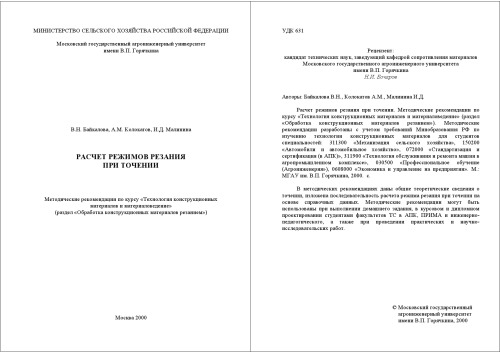 МИНИСТЕРСТВО СЕЛЬСКОГО ХОЗЯЙСТВА РОССИЙСКОЙ ФЕДЕРАЦИИ
Московский государственный агроинженерный университет
имени В.П. Горячкина
В.Н. Байкалова, А.М. Колокатов, И.Д. Малинина
РАСЧЕТ РЕЖИМОВ РЕЗАНИЯ
ПРИ ТОЧЕНИИ
Методические рекомендации по курсу «Технология конструкционных
материалов и материаловедение»
(раздел «Обработка конструкционных материалов резанием»)
Москва 2000
УДК 631
Рецензент:
кандидат технических наук, заведующий кафедрой сопротивления материалов
Московского государственного агроинженерного университета
имени В.П. Горячкина
Н.И. Бочаров
Авторы: Байкалова В.Н., Колокатов А.М., Малинина И.Д.
Расчет режимов резания при точении. Методические рекомендации по
курсу «Технология конструкционных материалов и материаловедение» (раздел
«Обработка конструкционных материалов резанием»). Методические
рекомендации разработаны с учетом требований Минобразования РФ по
изучению технологии конструкционных материалов для студентов
специальностей: 311300 «Механизация сельского хозяйства», 150200
«Автомобили и автомобильное хозяйство», 072000 «Стандартизация и
сертификация (в АПК)», 311900 «Технология обслуживания и ремонта машин в
агропромышленном комплексе», 030500 «Профессиональное обучение
(Агроинженерия), 060800 «Экономика и управление на предприятии». М.:
МГАУ им. В.П. Горячкина, 2000. с.
В методических рекомендациях даны общие теоретические сведения о
точении, изложена последовательность расчета режима резания при точении на
основе справочных данных. Методические рекомендации могут быть
использованы при выполнении домашнего задания, в курсовом и дипломном
проектировании студентами факультетов ТС в АПК, ПРИМА и инженерно-
педагогического, а также при проведении практических и научно-
исследовательских работ.
© Московский государственный
агроинженерный университет
имени В.П. Горячкина, 2000